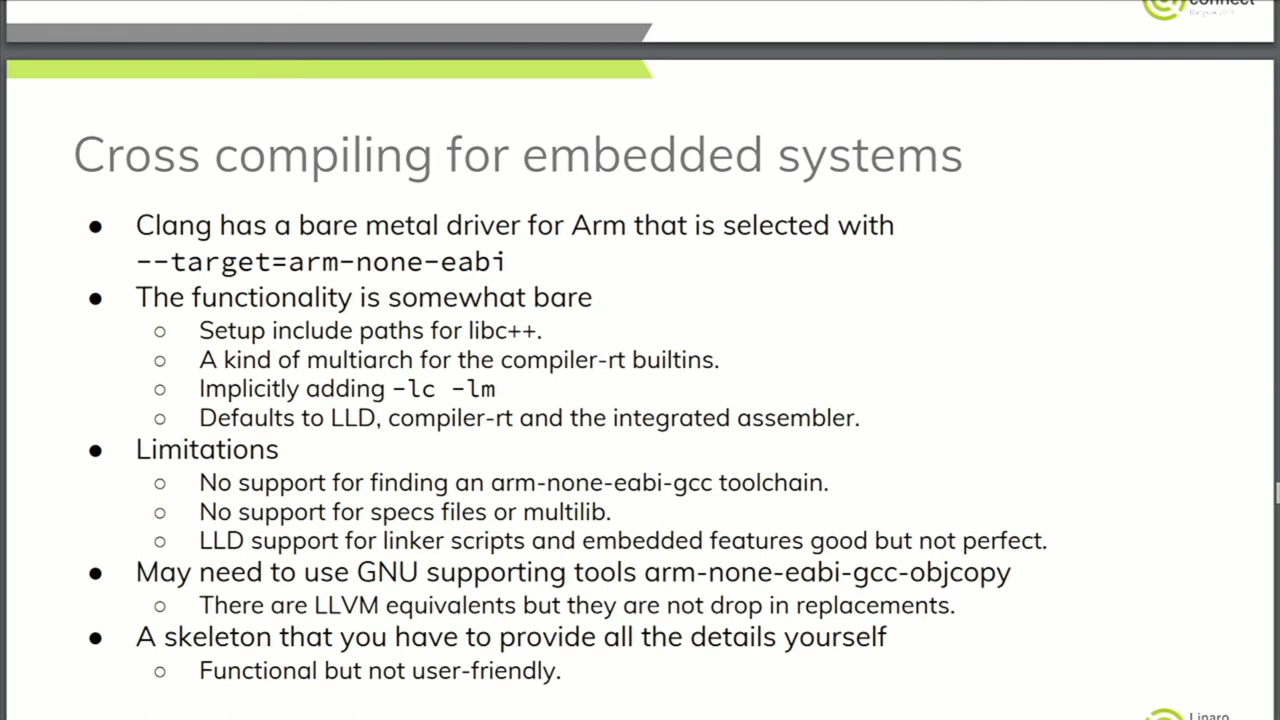 connect
Cross compiling for embedded systems
● Clang has a bare metal driver for Arm that is selected with
--target=arm-none-eabi
● The functionality is somewhat bare
○ Setup include paths for libc++.
○ A kind of multiarch for the compiler-rt builtins.
○ Implicitly adding -lc -lm
○ Defaults to LLD, compiler-rt and the integrated assembler.
● Limitations
○ No support for finding an arm-none-eabi-gcc toolchain.
○ No support for specs files or multilib.
○ LLD support for linker scripts and embedded features good but not perfect.
● May need to use GNU supporting tools arm-none-eabi-gcc-objcopy
○ There are LLVM equivalents but they are not drop in replacements.
● A skeleton that you have to provide all the details yourself
○ Functional but not user-friendly.
Linaro